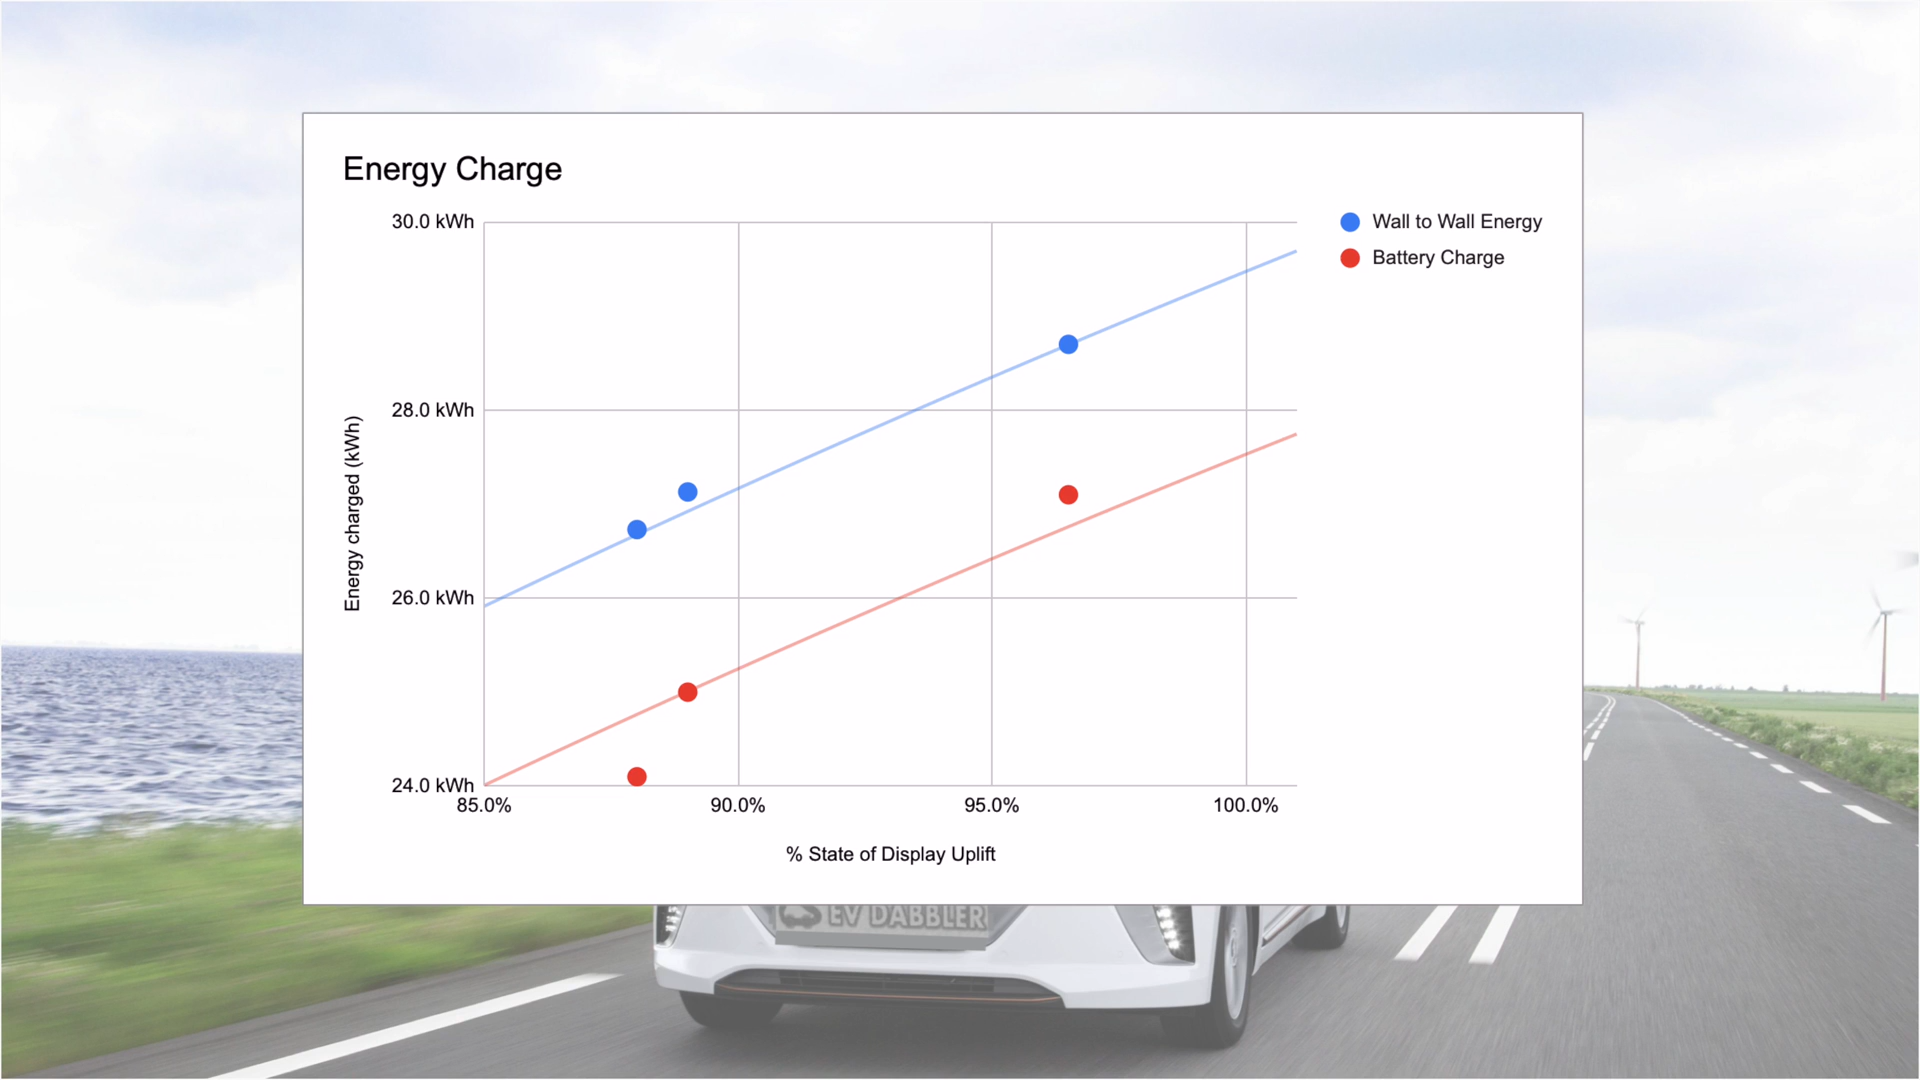 Energy Charge
30.0 kWh
28.0 kWh
26.0 kWh
24.0 kWh
Energy charged (kWh)
85.0%
90.0%
95.0%
100.0%
% State of Display Uplift
Wall to Wall Energy
Battery Charge
EV DABBLER